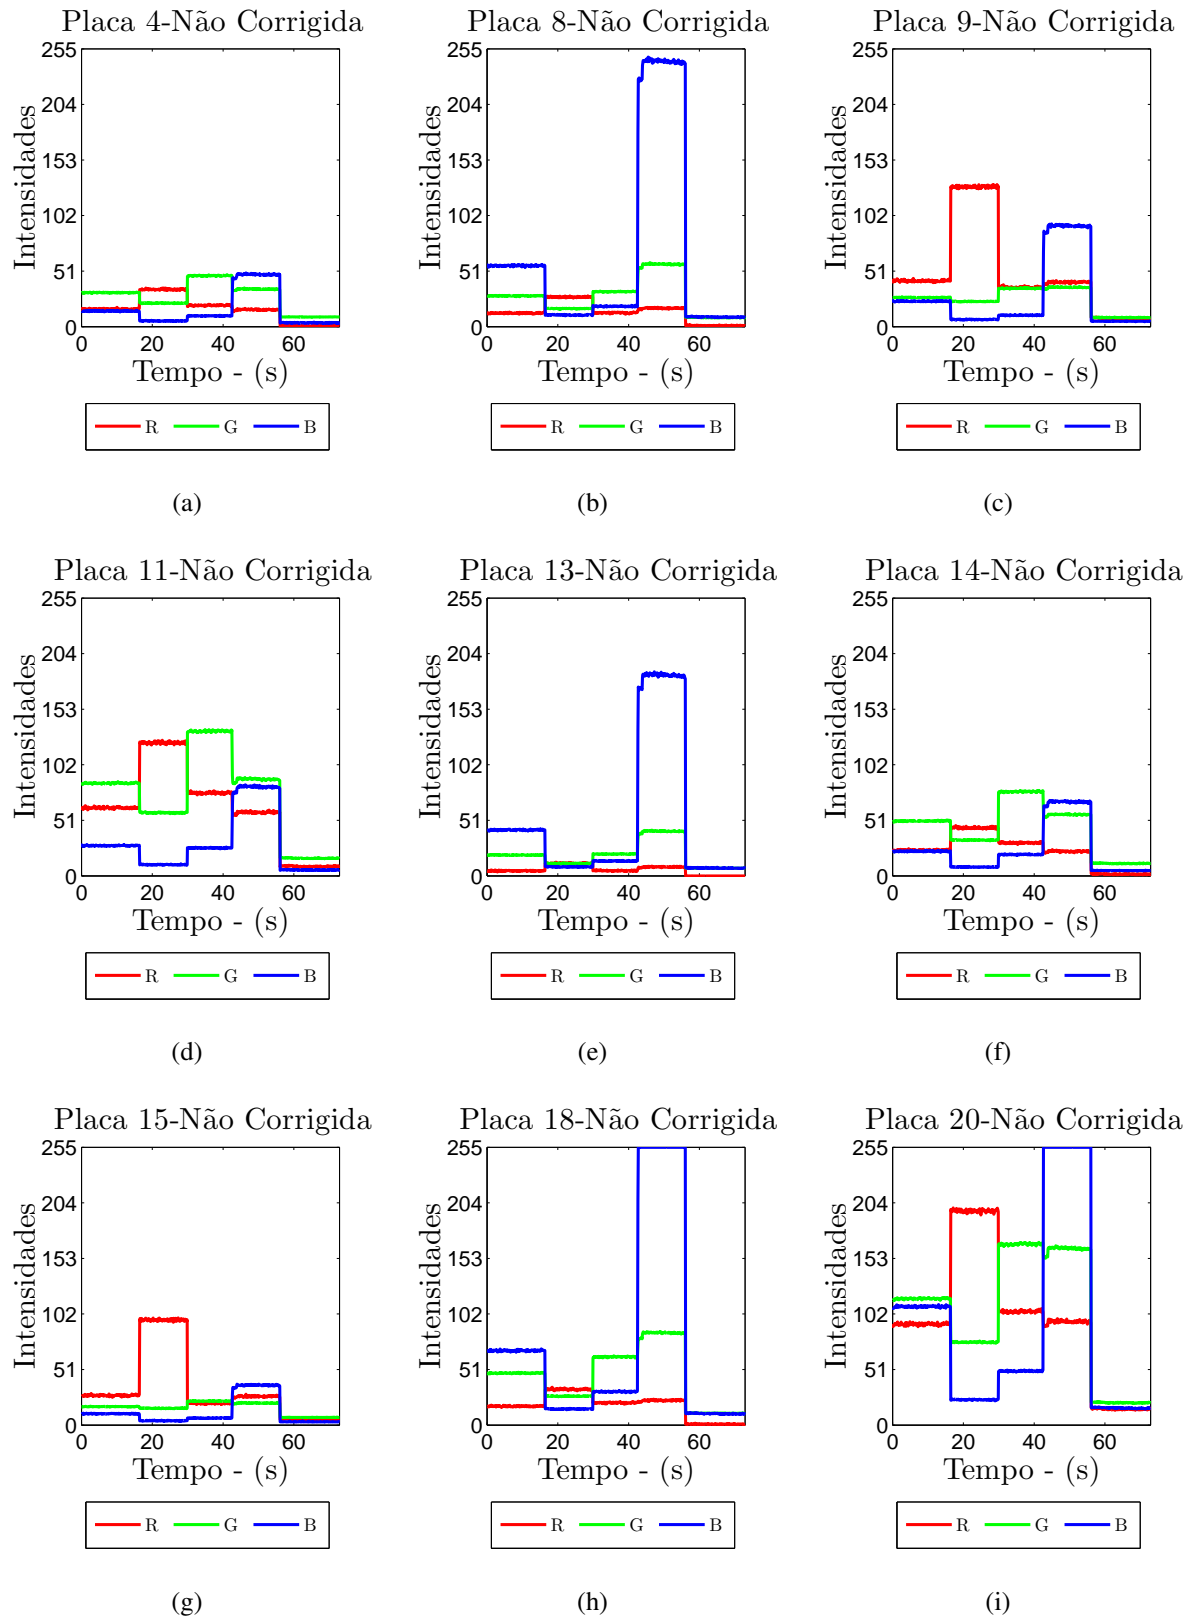 Placa 4-Não Corrigida
Intensidades
255
204
153
102
51
0
0 20 40 60
Tempo - (s)
R G B
(a)
Placa 8-Não Corrigida
Intensidades
255
204
153
102
51
0
0 20 40 60
Tempo - (s)
R G B
(b)
Placa 9-Não Corrigida
Intensidades
255
204
153
102
51
0
0 20 40 60
Tempo - (s)
R G B
(c)
Placa 11-Não Corrigida
Intensidades
255
204
153
102
51
0
0 20 40 60
Tempo - (s)
R G B
(d)
Placa 13-Não Corrigida
Intensidades
255
204
153
102
51
0
0 20 40 60
Tempo - (s)
R G B
(e)
Placa 14-Não Corrigida
Intensidades
255
204
153
102
51
0
0 20 40 60
Tempo - (s)
R G B
(f)
Placa 15-Não Corrigida
Intensidades
255
204
153
102
51
0
0 20 40 60
Tempo - (s)
R G B
(g)
Placa 18-Não Corrigida
Intensidades
255
204
153
102
51
0
0 20 40 60
Tempo - (s)
R G B
(h)
Placa 20-Não Corrigida
Intensidades
255
204
153
102
51
0
0 20 40 60
Tempo - (s)
R G B
(i)